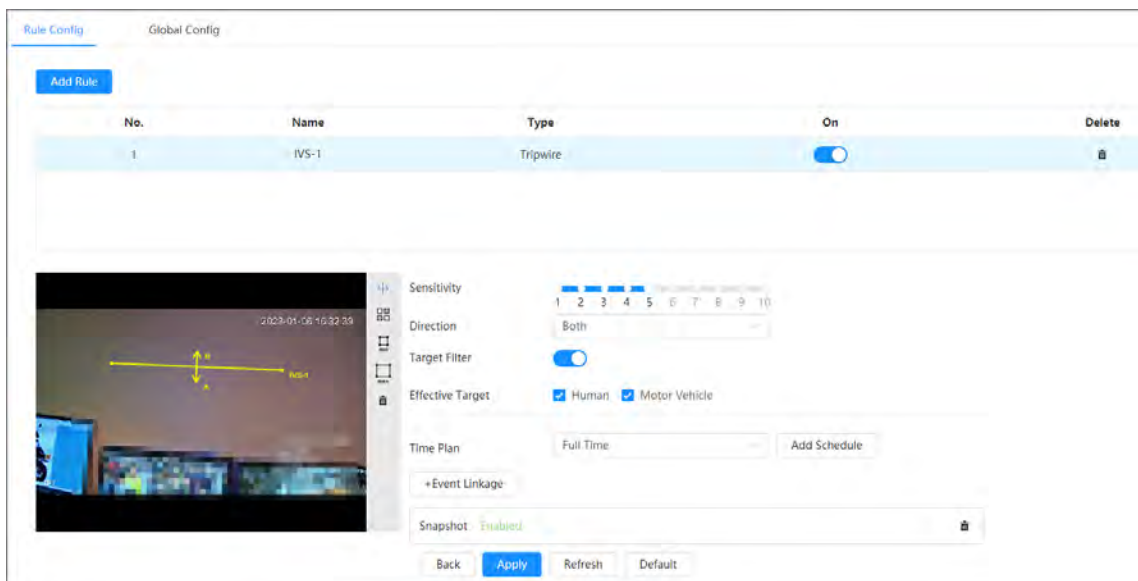 Rule Config Global Config
Add Rule
No. Name Type On Delete
1 IVS-1 Tripwire
2023-01-06 16:32:39
B
IVS-1
A
Sensitivity
1 2 3 4 5 6 7 8 9 10
Direction Both
Target Filter
Effective Target Human Motor Vehicle
Time Plan Full Time Add Schedule
+Event Linkage
Snapshot Enabled
Back Apply Refresh Default